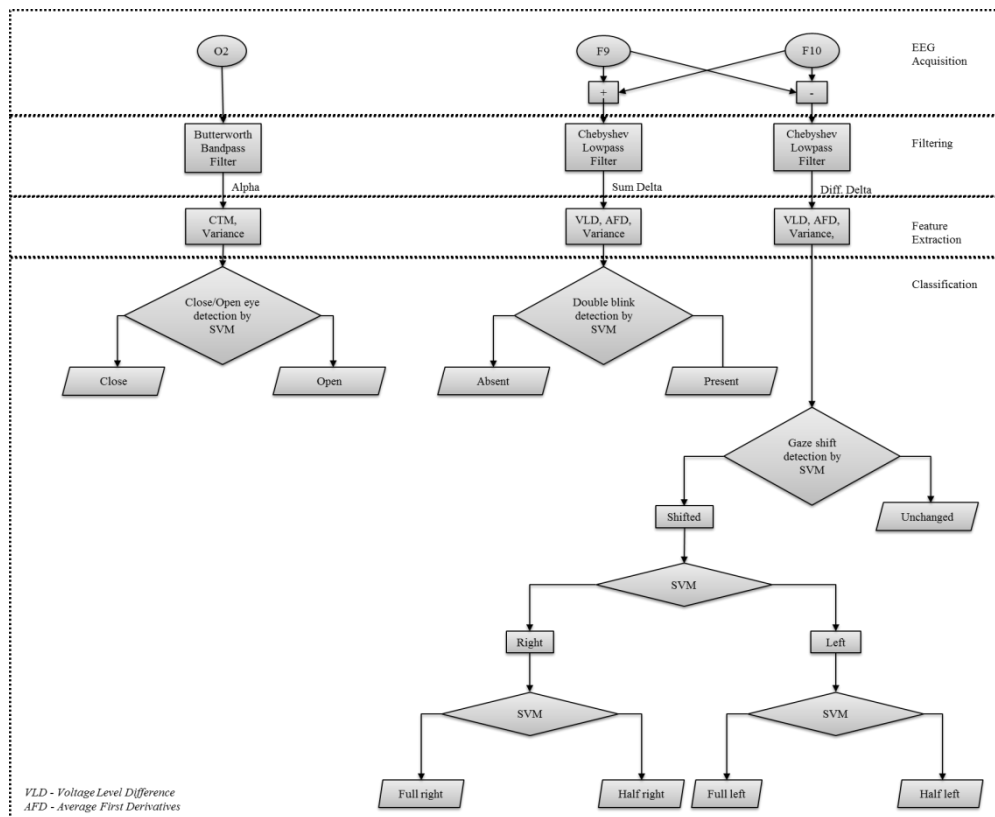 O2
F9
F10
EEG
Acquisition
+
-
Butterworth
Bandpass
Filter
Chebyshev
Lowpass
Filter
Chebyshev
Lowpass
Filter
Filtering
Alpha
Sum Delta
Diff. Delta
CTM,
Variance
VLD, AFD,
Variance
VLD, AFD,
Variance,
Feature
Extraction
Classification
Close/Open eye
detection by
SVM
Double blink
detection by
SVM
Close
Open
Absent
Present
Gaze shift
detection by
SVM
Shifted
Unchanged
SVM
Right
Left
SVM
SVM
Full right
Half right
Full left
Half left
VLD - Voltage Level Difference
AFD - Average First Derivatives